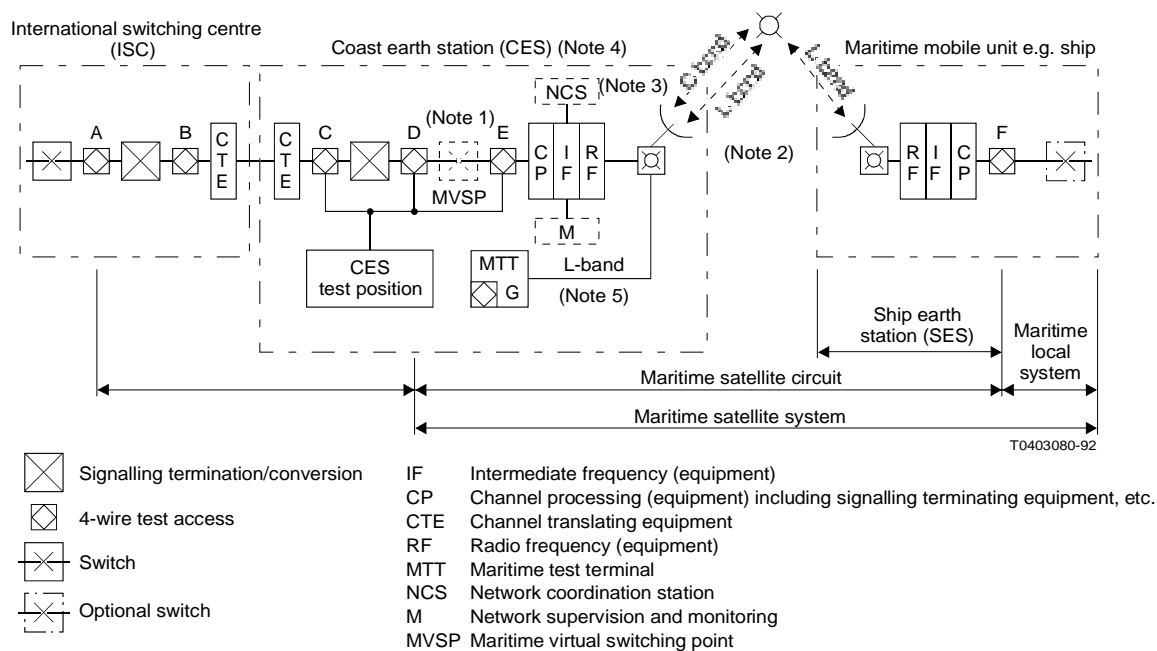 International switching centre
(ISC)
Coast earth station (CES) (Note 4)
Maritime mobile unit e.g. ship
C band
L band
L band
NCS
(Note 3)
A
B
C
T
E
C
T
E
C
D
(Note 1)
E
C
P
I
F
R
F
(Note 2)
R
F
I
F
C
P
F
MVSP
M
CES
test position
MTT
G
L-band
(Note 5)
Ship earth
station (SES)
Maritime
local
system
Maritime satellite circuit
Maritime satellite system
T0403080-92
Signalling termination/conversion
4-wire test access
Switch
Optional switch
IF Intermediate frequency (equipment)
CP Channel processing (equipment) including signalling terminating equipment, etc.
CTE Channel translating equipment
RF Radio frequency (equipment)
MTT Maritime test terminal
NCS Network coordination station
M Network supervision and monitoring
MVSP Maritime virtual switching point